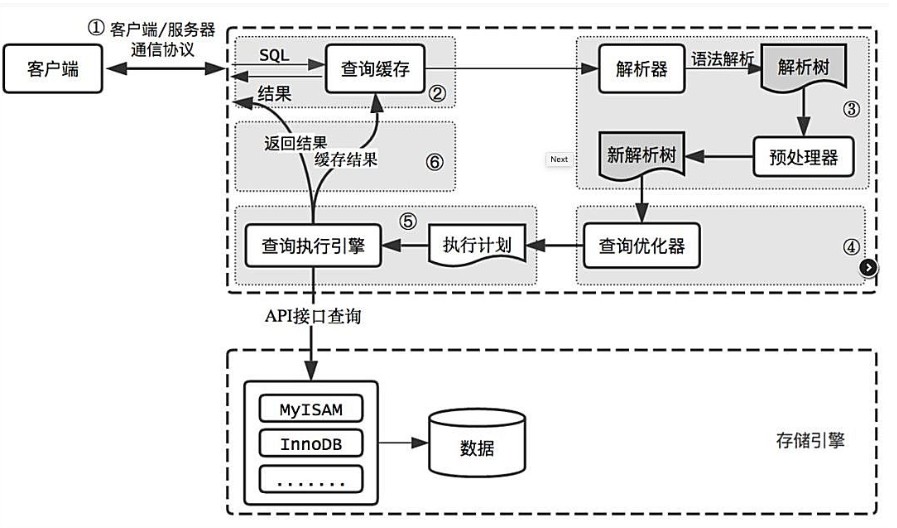 ① 客户端/服务器
通信协议
客户端
SQL
查询缓存
②
结果
解析器
语法解析
解析树
③
预处理器
新解析树
Next
返回结果
缓存结果
⑥
⑤
查询执行引擎
执行计划
查询优化器
④
API接口查询
MyISAM
InnoDB
.......
数据
存储引擎